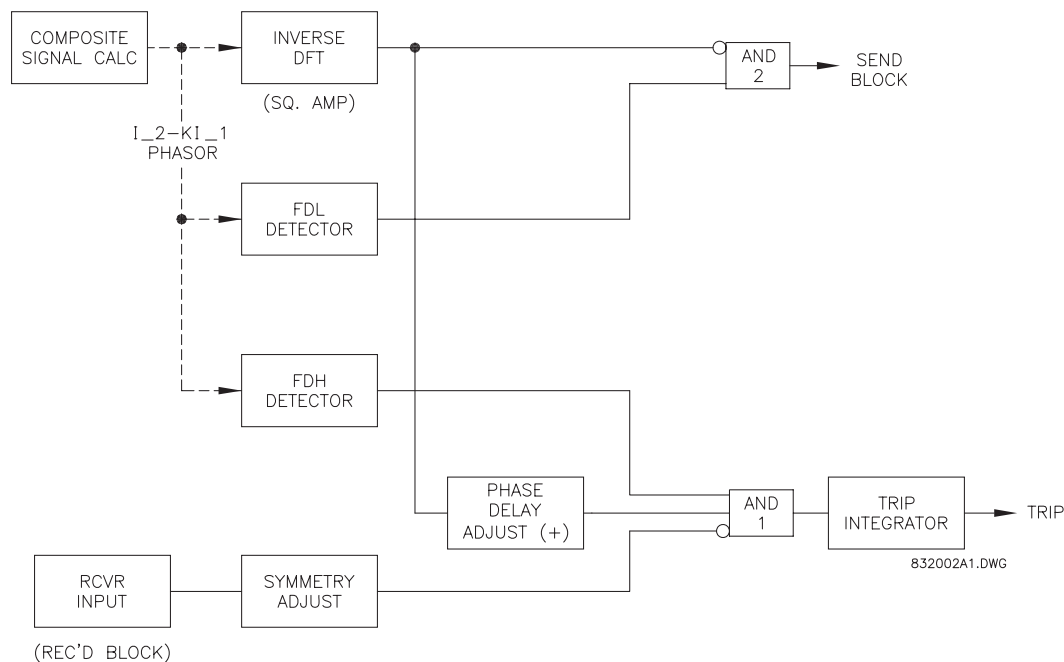 COMPOSITE
SIGNAL CALC
INVERSE
DFT
(SQ. AMP)
AND
2
SEND
BLOCK
I_2-KI_1
PHASOR
FDL
DETECTOR
FDH
DETECTOR
PHASE
DELAY
ADJUST (+)
AND
1
TRIP
INTEGRATOR
TRIP
832002A1.DWG
RCVR
INPUT
(REC'D BLOCK)
SYMMETRY
ADJUST